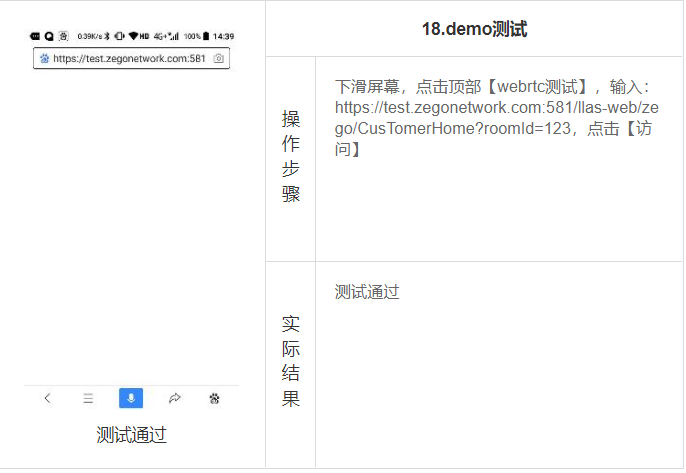 0.39K/s HD 4G+ 100% 14:39
https://test.zegonetwork.com:581
测试通过
18.demo测试
操作步骤
下滑屏幕，点击顶部【webrtc测试】，输入：
https://test.zegonetwork.com:581/llas-web/ze
go/CusTomerHome?roomId=123，点击【访
问】
实际结果
测试通过